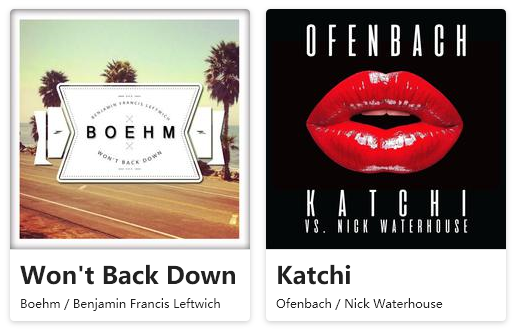 BENJAMIN FRANCIS LEFTWICH
BOEHM
WON'T BACK DOWN
Won't Back Down
Boehm / Benjamin Francis Leftwich
OFENBACH
KATCHI
VS. NICK WATERHOUSE
Katchi
Ofenbach / Nick Waterhouse